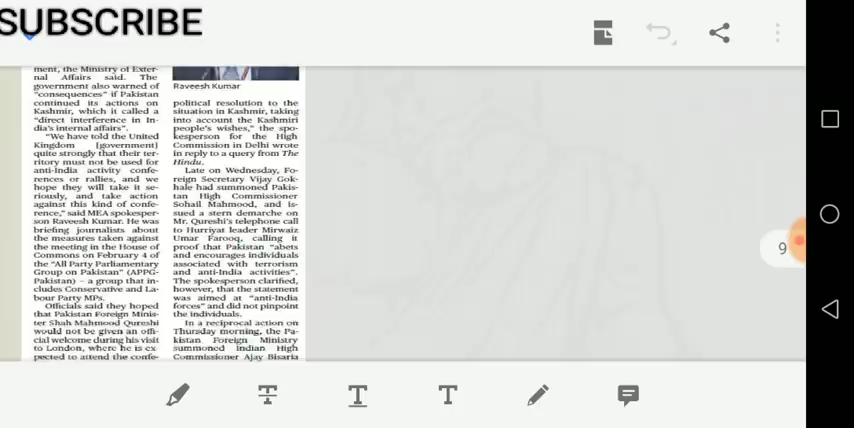 SUBSCRIBE
ment, the Ministry of Exter-
nal Affairs said. The
government also warned of
"consequences" if Pakistan
continued its actions on
Kashmir, which it called a
"direct interference in In-
dia's internal affairs".
"We have told the United
Kingdom [government]
quite strongly that their ter-
ritory must not be used for
anti-India activity confe-
rences or rallies, and we
hope they will take it se-
riously, and take action
against this kind of confe-
rence," said MEA spokesper-
son Raveesh Kumar. He was
briefing journalists about
the measures taken against
the meeting in the House of
Commons on February 4 of
the "All Party Parliamentary
Group on Pakistan" (APPG-
Pakistan) – a group that in-
cludes Conservative and La-
bour Party MPs.
Officials said they hoped
that Pakistan Foreign Minis-
ter Shah Mahmood Qureshi
would not be given an offi-
cial welcome during his visit
to London, where he is ex-
pected to attend the confe-
Raveesh Kumar
political resolution to the
situation in Kashmir, taking
into account the Kashmiri
people's wishes," the spo-
kesperson for the High
Commission in Delhi wrote
in reply to a query from The
Hindu.
Late on Wednesday, Fo-
reign Secretary Vijay Gok-
hale had summoned Pakis-
tan High Commissioner
Sohail Mahmood, and is-
sued a stern demarche on
Mr. Qureshi's telephone call
to Hurriyat leader Mirwaiz
Umar Farooq, calling it
proof that Pakistan "abets
and encourages individuals
associated with terrorism
and anti-India activities".
The spokesperson clarified,
however, that the statement
was aimed at "anti-India
forces" and did not pinpoint
the individuals.
In a reciprocal action on
Thursday morning, the Pa-
kistan Foreign Ministry
summoned Indian High
Commissioner Ajay Bisaria
9